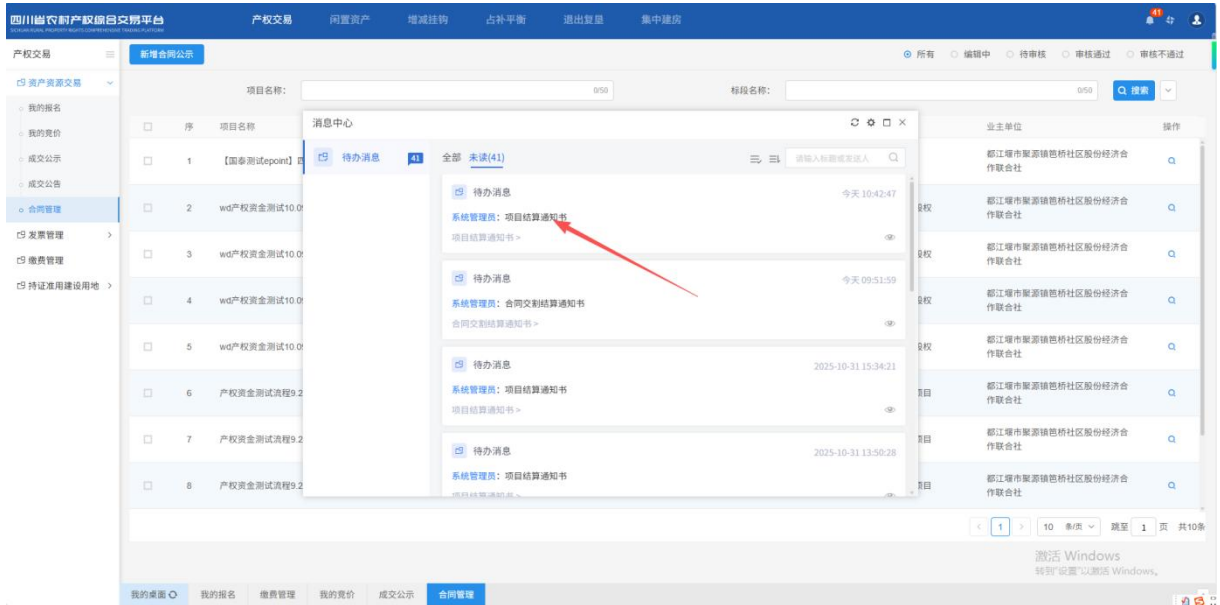 四川省农村产权综合交易平台 产权交易 闲置资产 增减挂钩 占补平衡 退出复垦 集中建房 41
SICHUAN RURAL PROPERTY RIGHTS COMPREHENSIVE TRADING PLATFORM
产权交易 新增合同公示 所有 编辑中 待审核 审核通过 审核不通过
资产资源交易
项目名称: 0/50 标段名称: 0/50 搜索
我的报名
我的竞价
成交公示
成交公告
合同管理
发票管理
缴费管理
持证准用建设用地
序 项目名称 业主单位 操作
1 【国泰测试epoint】 都江堰市聚源镇笆桥社区股份经济合作联合社
2 wd产权资金测试10.0 股权 都江堰市聚源镇笆桥社区股份经济合作联合社
3 wd产权资金测试10.0 股权 都江堰市聚源镇笆桥社区股份经济合作联合社
4 wd产权资金测试10.0 股权 都江堰市聚源镇笆桥社区股份经济合作联合社
5 wd产权资金测试10.0 股权 都江堰市聚源镇笆桥社区股份经济合作联合社
6 产权资金测试流程9.2 项目 都江堰市聚源镇笆桥社区股份经济合作联合社
7 产权资金测试流程9.2 项目 都江堰市聚源镇笆桥社区股份经济合作联合社
8 产权资金测试流程9.2 项目 都江堰市聚源镇笆桥社区股份经济合作联合社
消息中心
待办消息 41 全部 未读(41) 请输入标题或发送人
待办消息 今天 10:42:47
系统管理员：项目结算通知书
项目结算通知书 >
待办消息 今天 09:51:59
系统管理员：合同交割结算通知书
合同交割结算通知书 >
待办消息 2025-10-31 15:34:21
系统管理员：项目结算通知书
项目结算通知书 >
待办消息 2025-10-31 13:50:28
系统管理员：项目结算通知书
项目结算通知书 >
< 1 > 10 条/页 跳至 1 页 共10条
激活 Windows
转到"设置"以激活 Windows。
我的桌面 我的报名 缴费管理 我的竞价 成交公示 合同管理